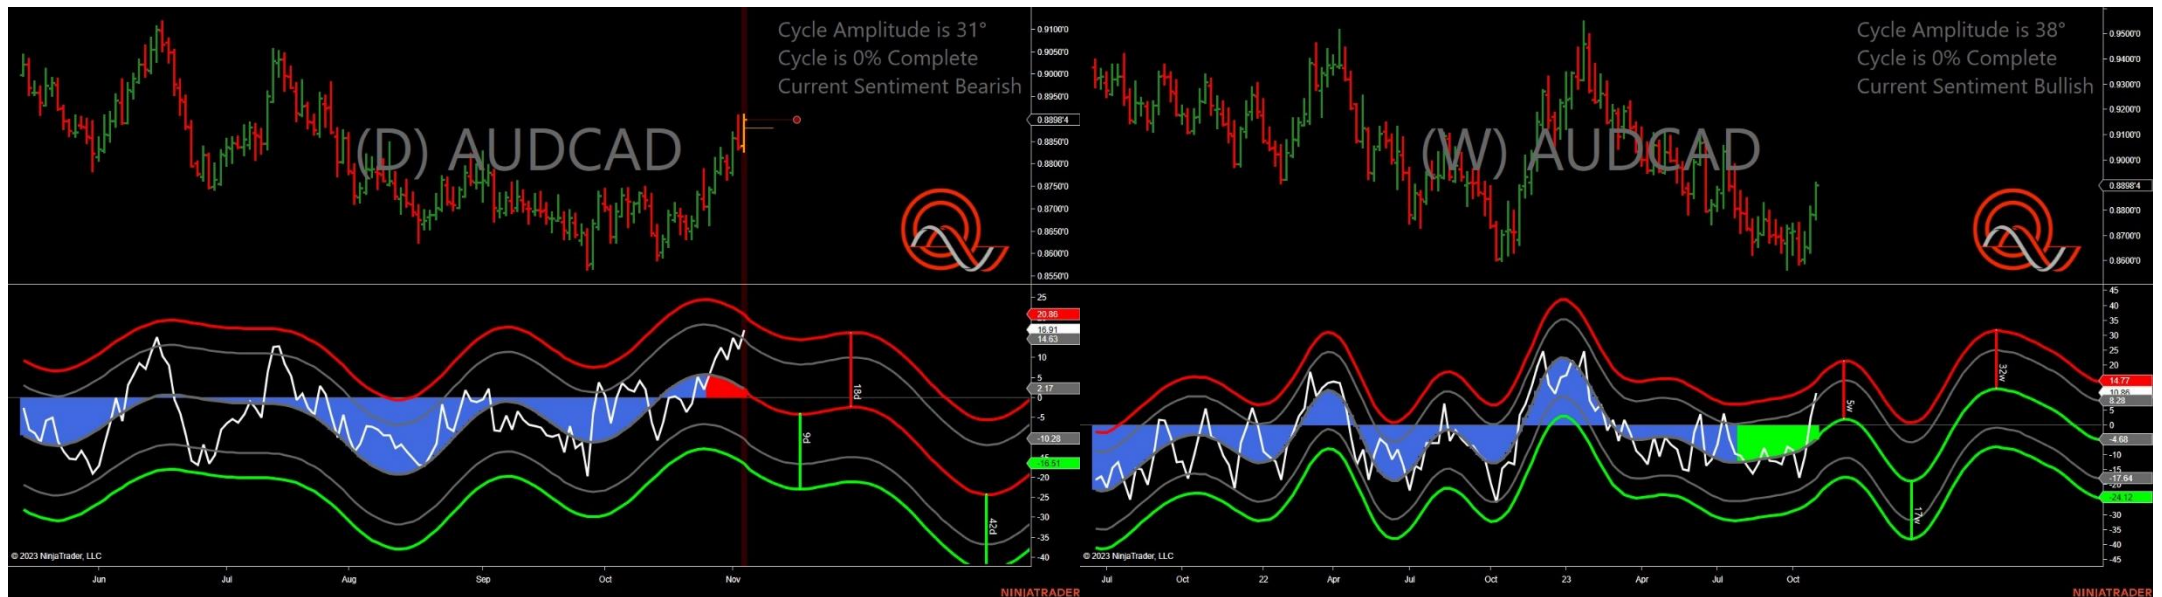 Cycle Amplitude is 31°
Cycle is 0% Complete
Current Sentiment Bearish
(D) AUDCAD
0.9100'0
0.9050'0
0.9000'0
0.8950'0
0.8898'4
0.8850'0
0.8800'0
0.8750'0
0.8700'0
0.8650'0
0.8600'0
0.8550'0
25
20.86
16.91
14.63
10
5
2.17
0
-5
-10.28
-16.51
-20
-25
-30
-35
-40
18d
9d
42d
© 2023 NinjaTrader, LLC
Jun
Jul
Aug
Sep
Oct
Nov
NINJATRADER
Cycle Amplitude is 38°
Cycle is 0% Complete
Current Sentiment Bullish
(W) AUDCAD
0.9500'0
0.9400'0
0.9300'0
0.9200'0
0.9100'0
0.9000'0
0.8898'4
0.8800'0
0.8700'0
0.8600'0
45
40
35
30
25
20
14.77
10.86
8.28
5
0
-4.68
-10
-15
-17.64
-24.12
-30
-35
-40
-45
5w
17w
32w
© 2023 NinjaTrader, LLC
Jul
Oct
22
Apr
Jul
Oct
23
Apr
Jul
Oct
NINJATRADER